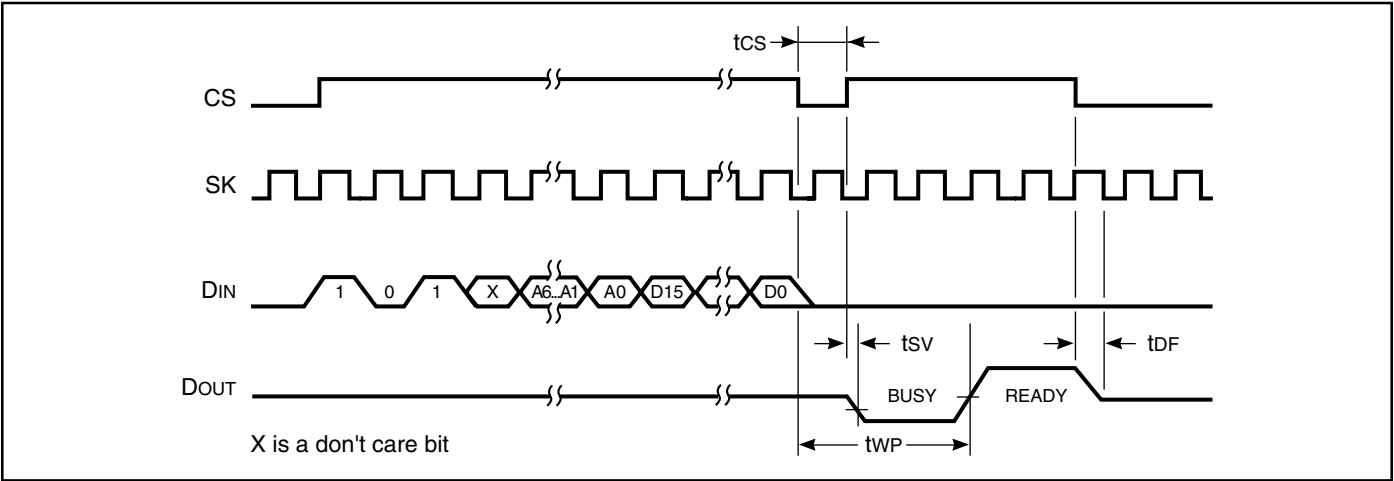 tCS
CS
SK
DIN 1 0 1 X A6...A1 A0 D15 D0
tSV tDF
DOUT BUSY READY
X is a don't care bit tWP